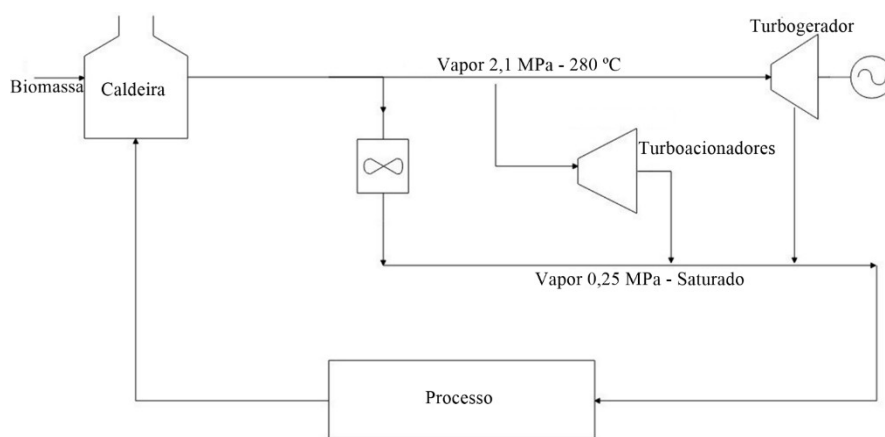 Turbogerador
Vapor 2,1 MPa - 280 ºC
Biomassa
Caldeira
Turboacionadores
Vapor 0,25 MPa - Saturado
Processo